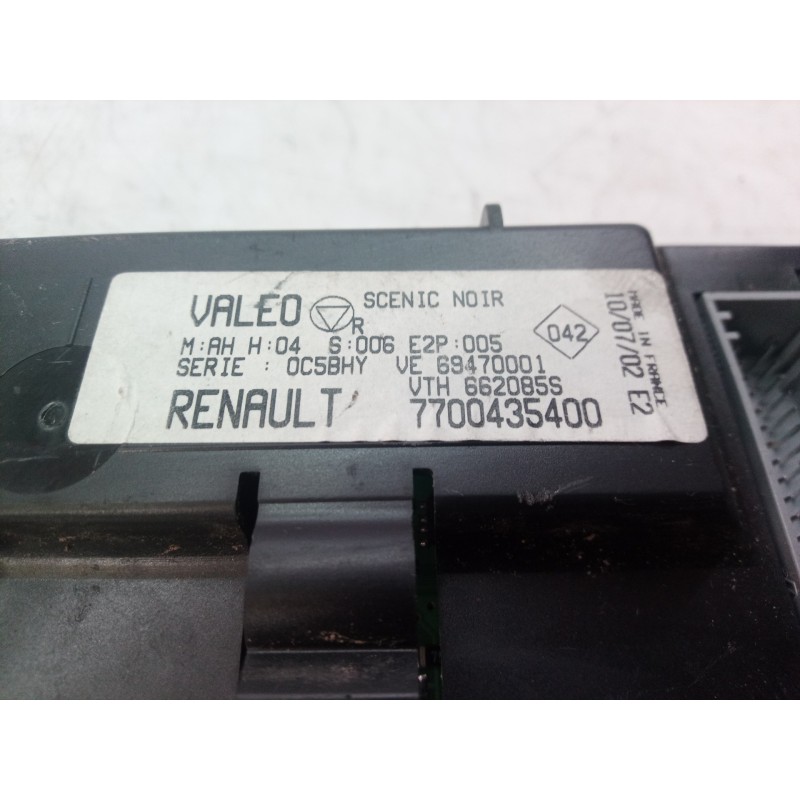 VALEO R SCENIC NOIR
M:AH H:04 S:006 E2P:005
SERIE : 0C5BHY VE 69470001
VTH 662085S
RENAULT 7700435400
042
MADE IN FRANCE
10/07/02 E2